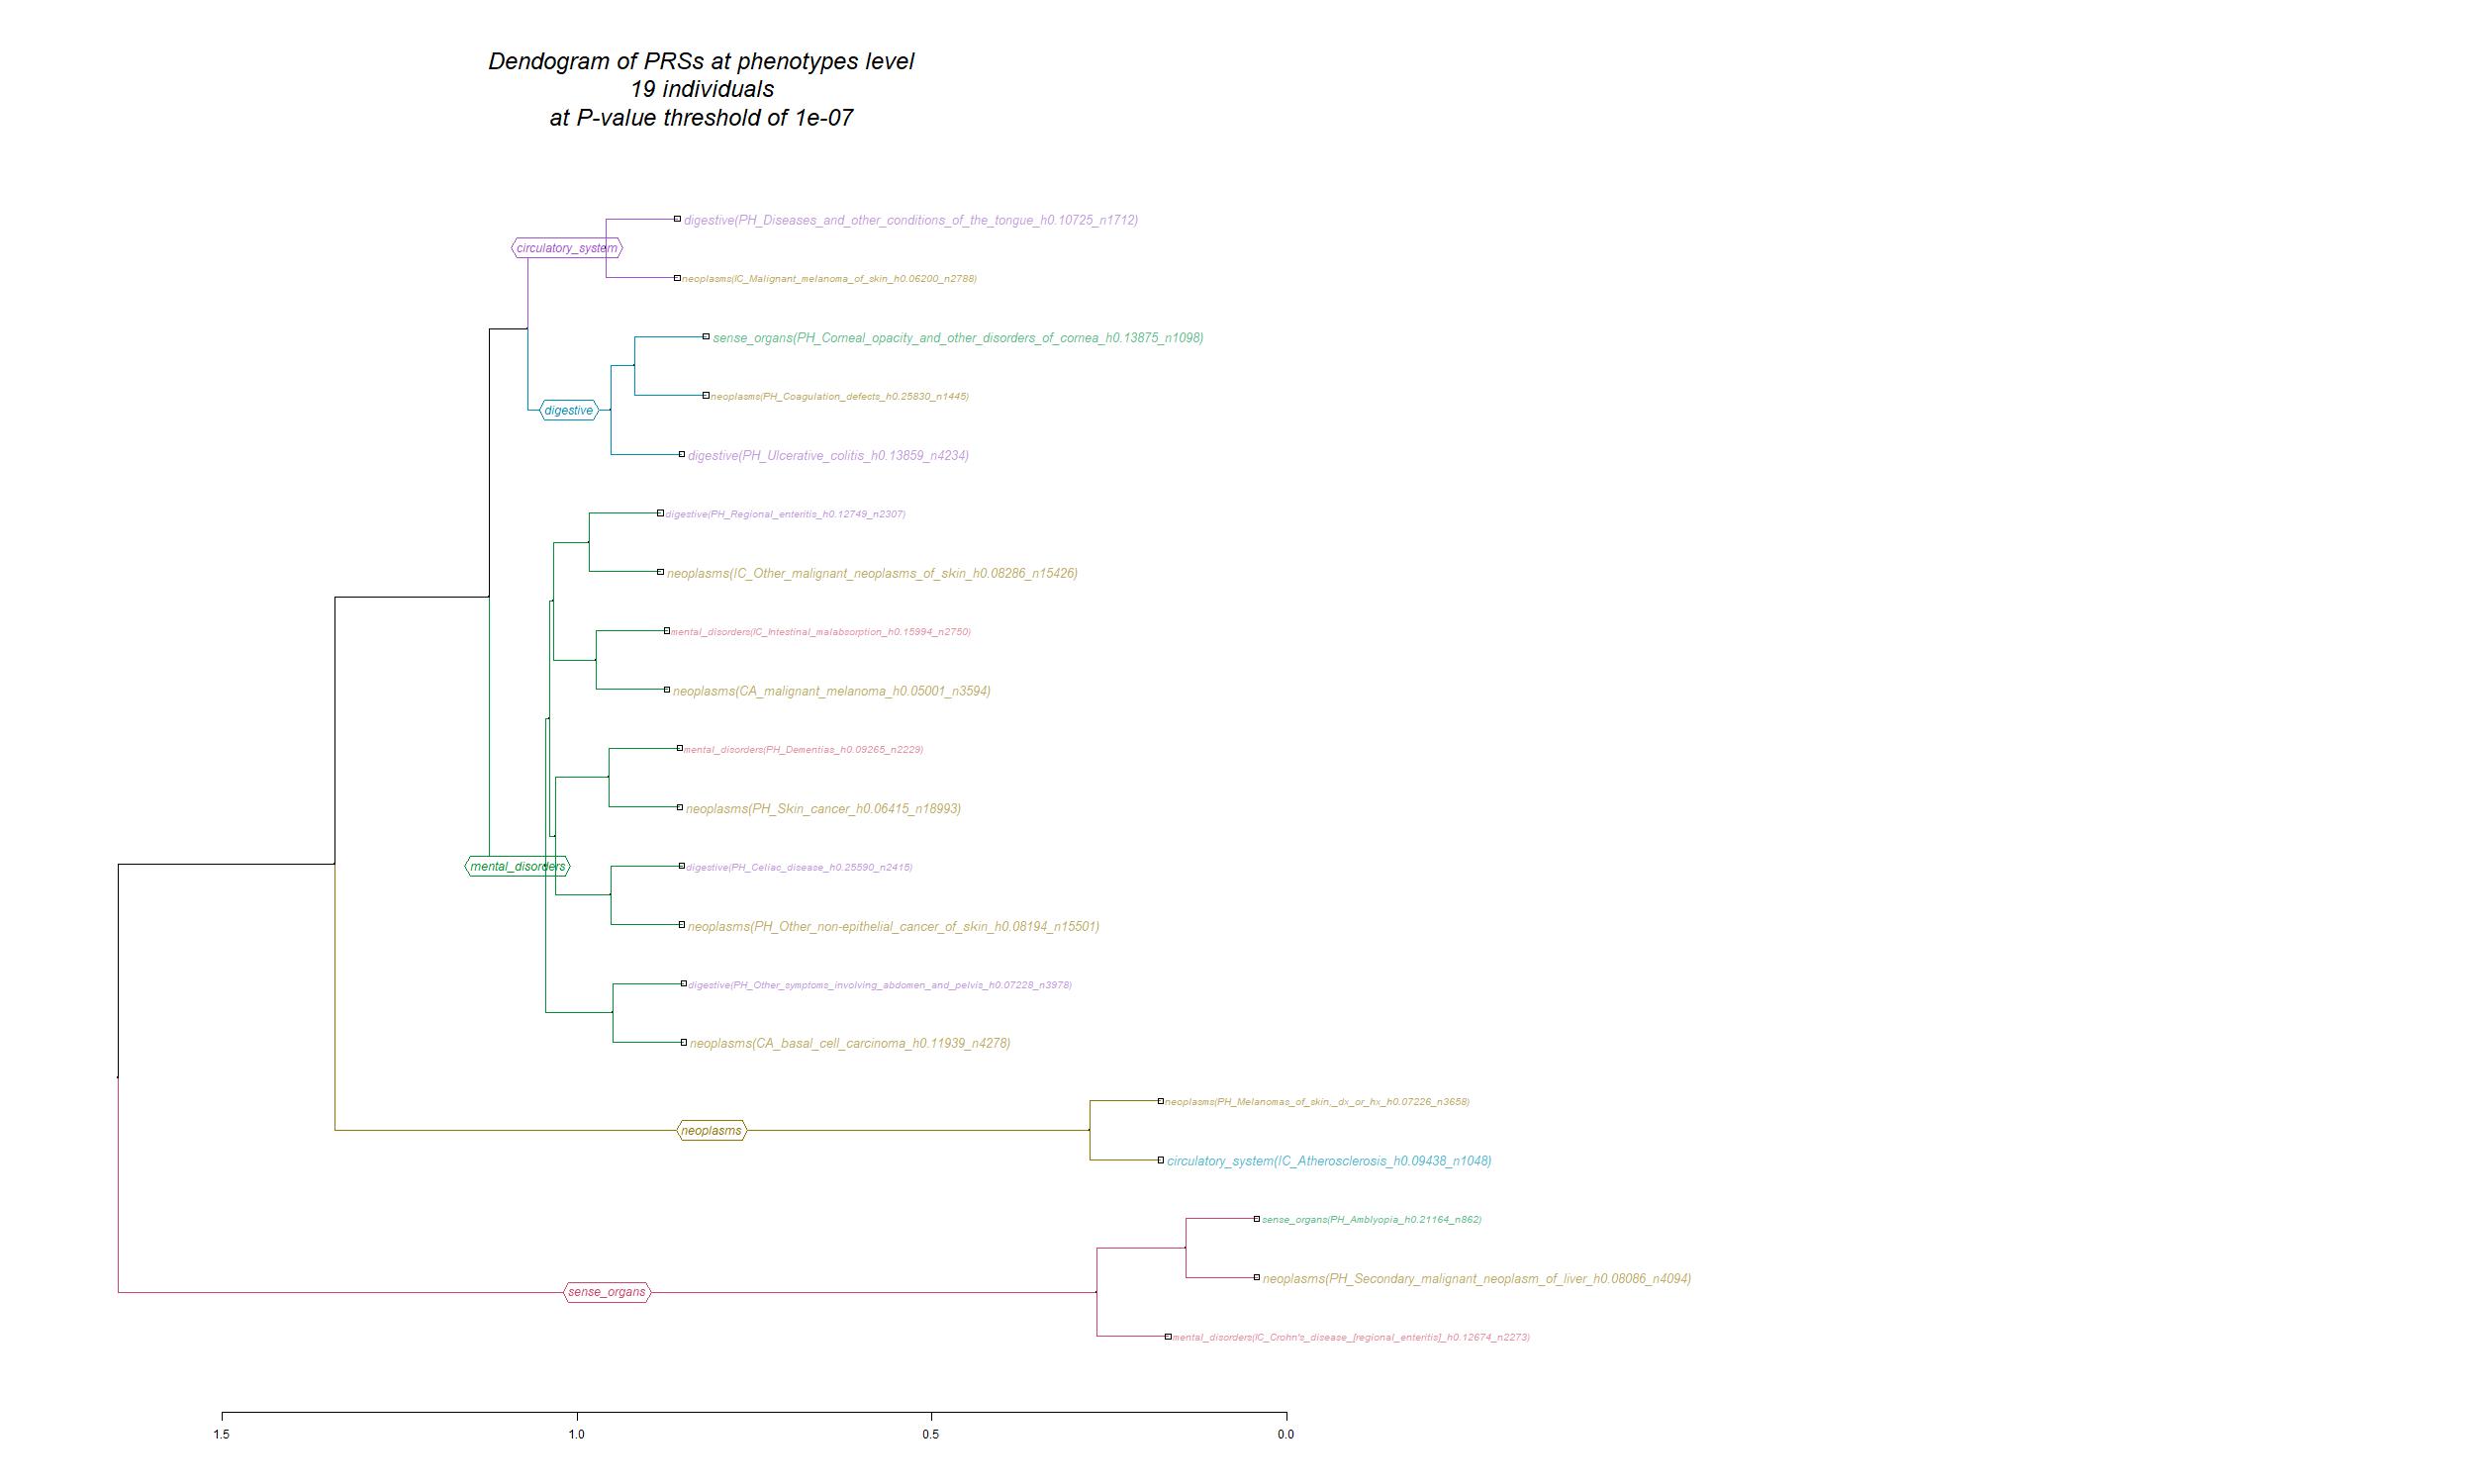 Dendogram of PRSs at phenotypes level
19 individuals
at P-value threshold of 1e-07
digestive(PH_Diseases_and_other_conditions_of_the_tongue_h0.10725_n1712)
circulatory_system
neoplasms(IC_Malignant_melanoma_of_skin_h0.06200_n2788)
sense_organs(PH_Corneal_opacity_and_other_disorders_of_cornea_h0.13875_n1098)
neoplasms(PH_Coagulation_defects_h0.25830_n1445)
digestive
digestive(PH_Ulcerative_colitis_h0.13859_n4234)
digestive(PH_Regional_enteritis_h0.12749_n2307)
neoplasms(IC_Other_malignant_neoplasms_of_skin_h0.08286_n15426)
mental_disorders(IC_Intestinal_malabsorption_h0.15994_n2750)
neoplasms(CA_malignant_melanoma_h0.05001_n3594)
mental_disorders(PH_Dementias_h0.09265_n2229)
neoplasms(PH_Skin_cancer_h0.06415_n18993)
mental_disorders
digestive(PH_Celiac_disease_h0.25590_n2415)
neoplasms(PH_Other_non-epithelial_cancer_of_skin_h0.08194_n15501)
digestive(PH_Other_symptoms_involving_abdomen_and_pelvis_h0.07228_n3978)
neoplasms(CA_basal_cell_carcinoma_h0.11939_n4278)
neoplasms(PH_Melanomas_of_skin,_dx_or_hx_h0.07226_n3658)
neoplasms
circulatory_system(IC_Atherosclerosis_h0.09438_n1048)
sense_organs(PH_Amblyopia_h0.21164_n862)
neoplasms(PH_Secondary_malignant_neoplasm_of_liver_h0.08086_n4094)
sense_organs
mental_disorders(IC_Crohn's_disease_[regional_enteritis]_h0.12674_n2273)
1.5 1.0 0.5 0.0